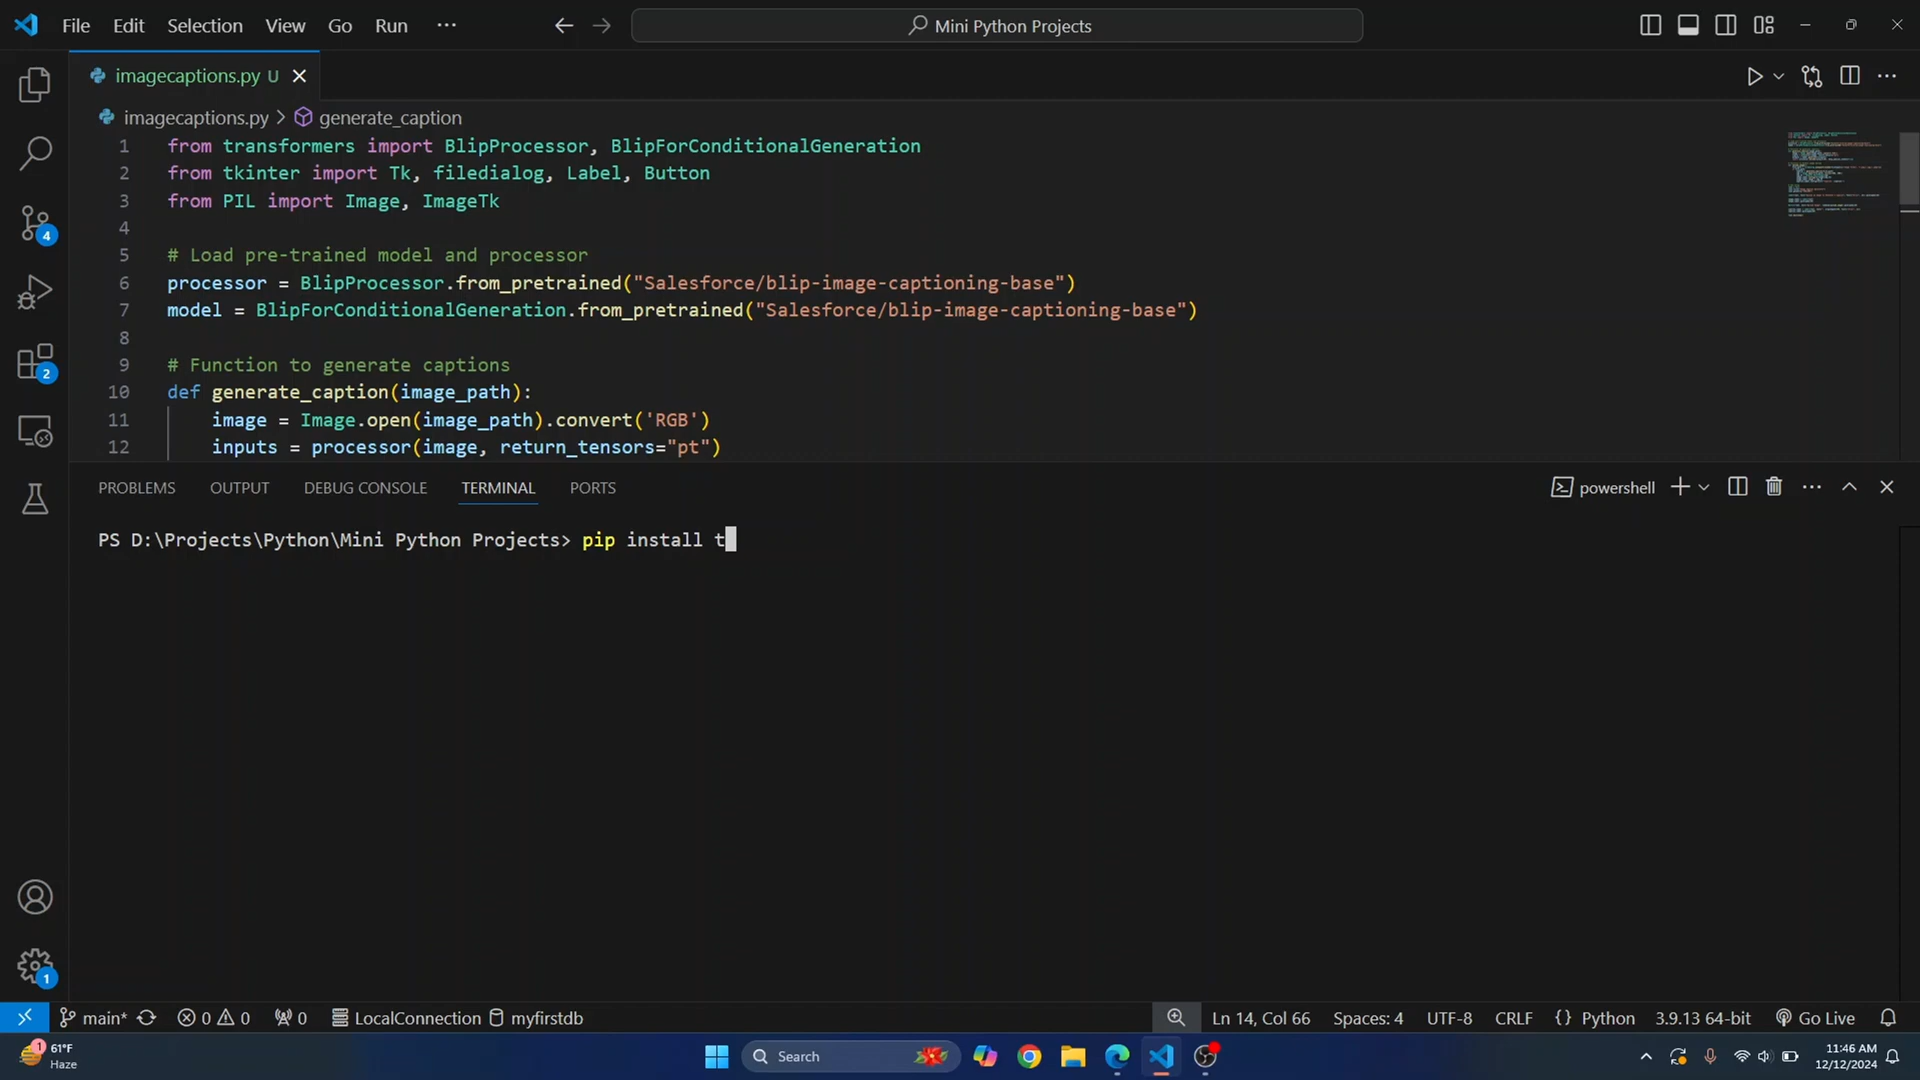 File Edit Selection View Go Run ··· Mini Python Projects
imagecaptions.py U
imagecaptions.py > generate_caption
1 from transformers import BlipProcessor, BlipForConditionalGeneration
2 from tkinter import Tk, filedialog, Label, Button
3 from PIL import Image, ImageTk
4
5 # Load pre-trained model and processor
6 processor = BlipProcessor.from_pretrained("Salesforce/blip-image-captioning-base")
7 model = BlipForConditionalGeneration.from_pretrained("Salesforce/blip-image-captioning-base")
8
9 # Function to generate captions
10 def generate_caption(image_path):
11 image = Image.open(image_path).convert('RGB')
12 inputs = processor(image, return_tensors="pt")
4
2
1
PROBLEMS OUTPUT DEBUG CONSOLE TERMINAL PORTS powershell
PS D:\Projects\Python\Mini Python Projects> pip install t
main* 0 0 0 LocalConnection myfirstdb Ln 14, Col 66 Spaces: 4 UTF-8 CRLF {} Python 3.9.13 64-bit Go Live
1 61°F Search 11:46 AM
Haze 12/12/2024